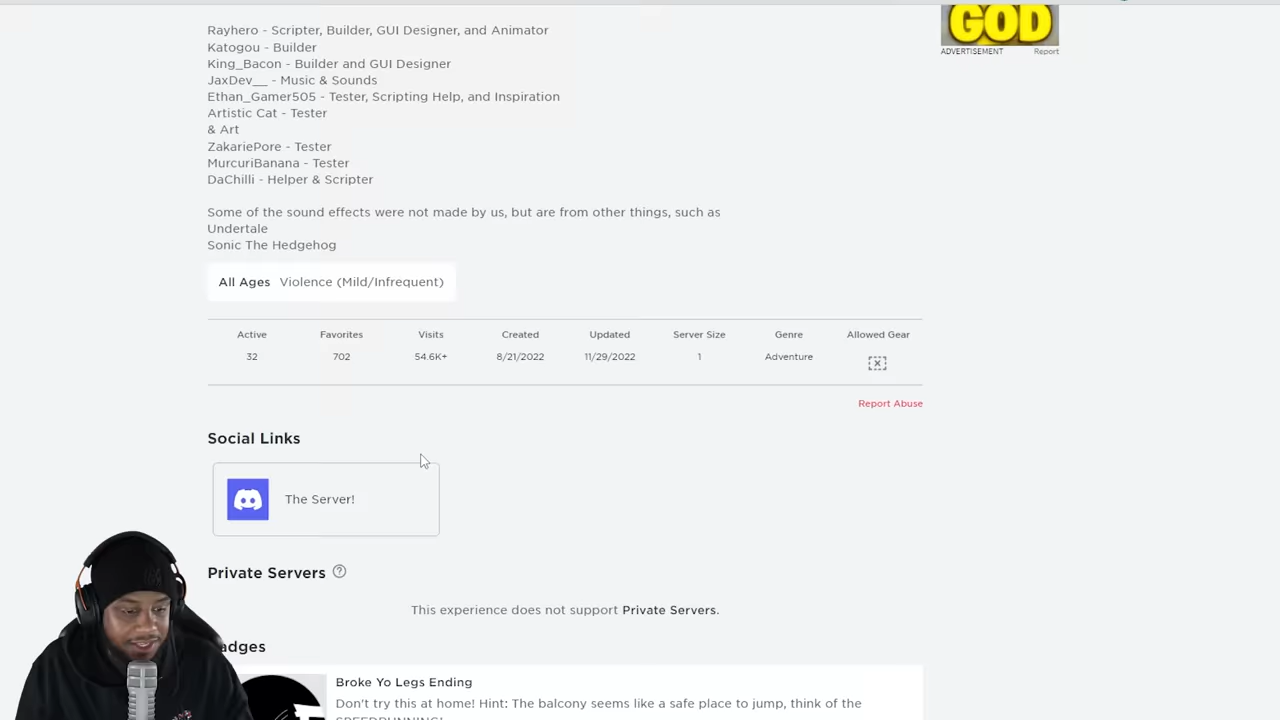 GOD
ADVERTISEMENT Report
Rayhero - Scripter, Builder, GUI Designer, and Animator
Katogou - Builder
King_Bacon - Builder and GUI Designer
JaxDev__ - Music & Sounds
Ethan_Gamer505 - Tester, Scripting Help, and Inspiration
Artistic Cat - Tester
& Art
ZakariePore - Tester
MurcuriBanana - Tester
DaChilli - Helper & Scripter
Some of the sound effects were not made by us, but are from other things, such as
Undertale
Sonic The Hedgehog
All Ages Violence (Mild/Infrequent)
Active Favorites Visits Created Updated Server Size Genre Allowed Gear
32 702 54.6K+ 8/21/2022 11/29/2022 1 Adventure
Report Abuse
Social Links
The Server!
Private Servers ?
This experience does not support Private Servers.
adges
Broke Yo Legs Ending
Don't try this at home! Hint: The balcony seems like a safe place to jump, think of the
SPEEDRUNNING!